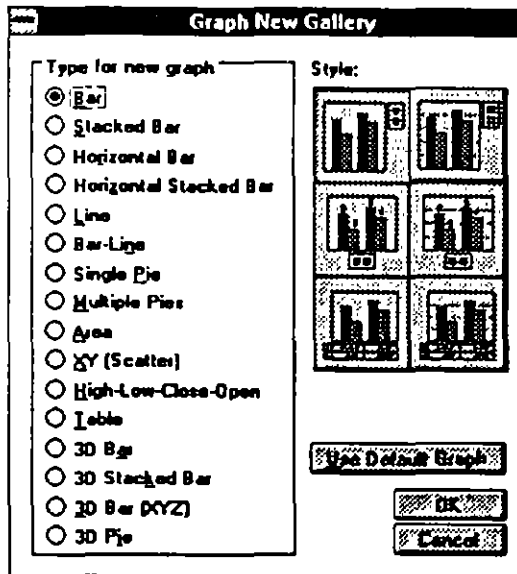 Graph New Gallery
Type for new graph
Bar
Stacked Bar
Horizontal Bar
Horizontal Stacked Bar
Line
Bar-Line
Single Pie
Multiple Pies
Area
XY (Scatter)
High-Low-Close-Open
Table
3D Bar
3D Stacked Bar
3D Bar (XYZ)
3D Pie
Style:
Use Default Graph
OK
Cancel